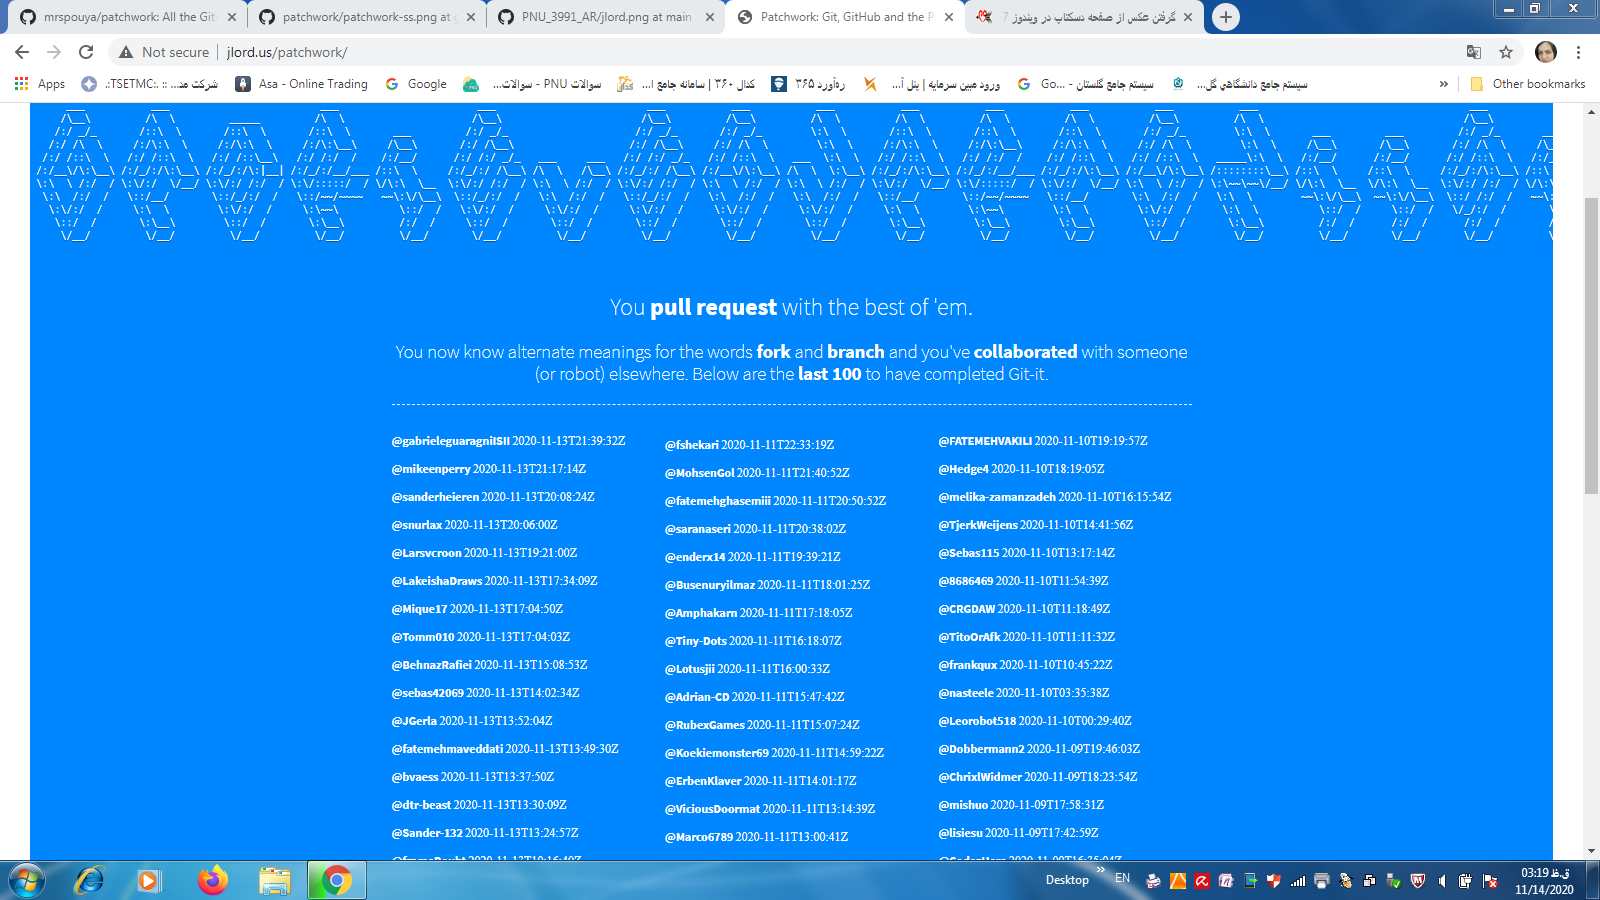 mrspouya/patchwork: All the Git-
patchwork/patchwork-ss.png at g
PNU_3991_AR/jlord.png at main
Patchwork: Git, GitHub and the P
گرفتن عکس از صفحه دسکتاپ در ویندوز 7
Not secure | jlord.us/patchwork/
Apps
.:TSETMC:. :: شرکت مد...
Asa - Online Trading
Google
سوالات PNU - سوالات...
کدال ۳۶۰ | سامانه جامع ا...
ره‌آورد ۳۶۵
ورود مبین سرمایه | پنل آ...
سیستم جامع گلستان - Go...
سیستم جامع دانشگاهي گل...
» Other bookmarks
You pull request with the best of 'em.
You now know alternate meanings for the words fork and branch and you've collaborated with someone
(or robot) elsewhere. Below are the last 100 to have completed Git-it.
@gabrieleguaragniISII 2020-11-13T21:39:32Z
@mikeenperry 2020-11-13T21:17:14Z
@sanderheieren 2020-11-13T20:08:24Z
@snurlax 2020-11-13T20:06:00Z
@Larsvcroon 2020-11-13T19:21:00Z
@LakeishaDraws 2020-11-13T17:34:09Z
@Mique17 2020-11-13T17:04:50Z
@Tomm010 2020-11-13T17:04:03Z
@BehnazRafiei 2020-11-13T15:08:53Z
@sebas42069 2020-11-13T14:02:34Z
@JGerla 2020-11-13T13:52:04Z
@fatemehmaveddati 2020-11-13T13:49:30Z
@bvaess 2020-11-13T13:37:50Z
@dtr-beast 2020-11-13T13:30:09Z
@Sander-132 2020-11-13T13:24:57Z
@fshekari 2020-11-11T22:33:19Z
@MohsenGol 2020-11-11T21:40:52Z
@fatemehghasemiii 2020-11-11T20:50:52Z
@saranaseri 2020-11-11T20:38:02Z
@enderx14 2020-11-11T19:39:21Z
@Busenuryilmaz 2020-11-11T18:01:25Z
@Amphakarn 2020-11-11T17:18:05Z
@Tiny-Dots 2020-11-11T16:18:07Z
@Lotusjii 2020-11-11T16:00:33Z
@Adrian-CD 2020-11-11T15:47:42Z
@RubexGames 2020-11-11T15:07:24Z
@Koekiemonster69 2020-11-11T14:59:22Z
@ErbenKlaver 2020-11-11T14:01:17Z
@ViciousDoormat 2020-11-11T13:14:39Z
@Marco6789 2020-11-11T13:00:41Z
@FATEMEHVAKILI 2020-11-10T19:19:57Z
@Hedge4 2020-11-10T18:19:05Z
@melika-zamanzadeh 2020-11-10T16:15:54Z
@TjerkWeijens 2020-11-10T14:41:56Z
@Sebas115 2020-11-10T13:17:14Z
@8686469 2020-11-10T11:54:39Z
@CRGDAW 2020-11-10T11:18:49Z
@TitoOrAfk 2020-11-10T11:11:32Z
@frankqux 2020-11-10T10:45:22Z
@nasteele 2020-11-10T03:35:38Z
@Leorobot518 2020-11-10T00:29:40Z
@Dobbermann2 2020-11-09T19:46:03Z
@ChrixlWidmer 2020-11-09T18:23:54Z
@mishuo 2020-11-09T17:58:31Z
@lisiesu 2020-11-09T17:42:59Z
Desktop » EN
03:19 ق.ظ
11/14/2020